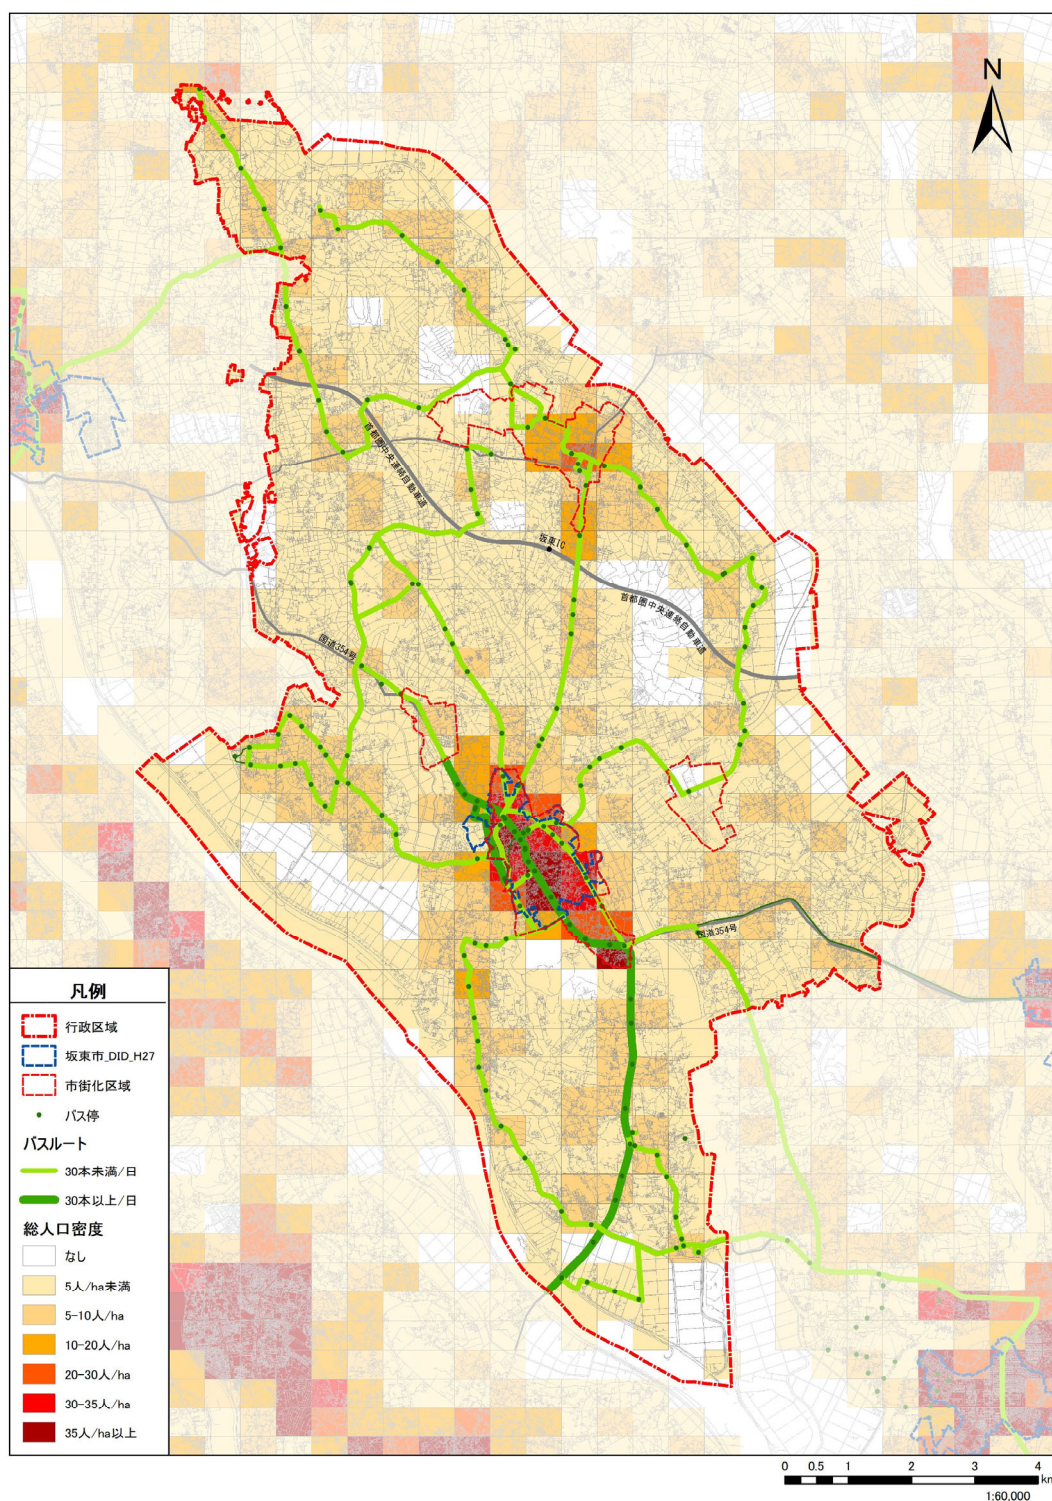 N
首都圏中央連絡自動車道
坂東IC
首都圏中央連絡自動車道
国道354号
国道354号
凡例
行政区域
坂東市_DID_H27
市街化区域
バス停
バスルート
30本未満/日
30本以上/日
総人口密度
なし
5人/ha未満
5-10人/ha
10-20人/ha
20-30人/ha
30-35人/ha
35人/ha以上
0 0.5 1 2 3 4
km
1:60,000